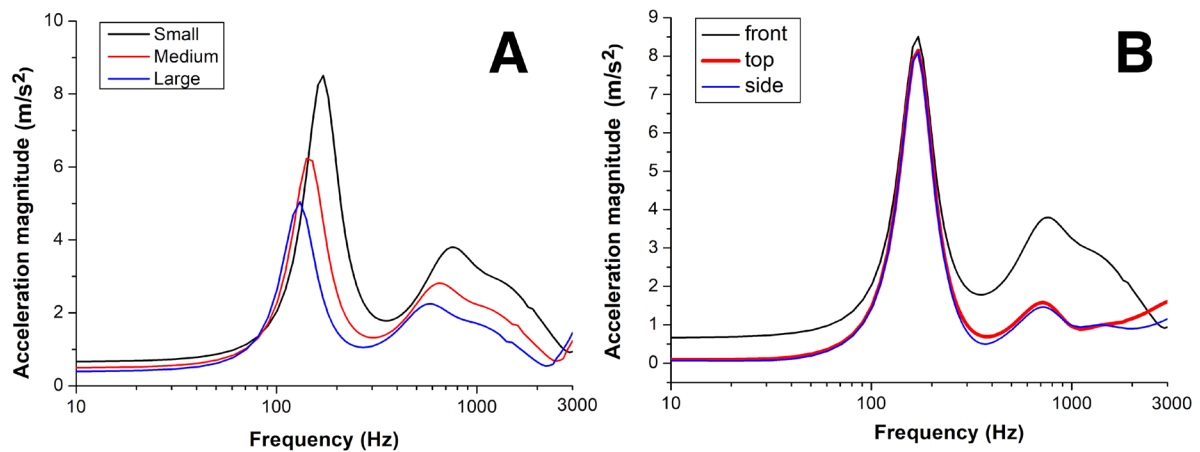 A
Small
Medium
Large
Acceleration magnitude (m/s2)
10
8
6
4
2
0
10
100
1000
3000
Frequency (Hz)
B
front
top
side
Acceleration magnitude (m/s2)
9
8
7
6
5
4
3
2
1
0
10
100
1000
3000
Frequency (Hz)